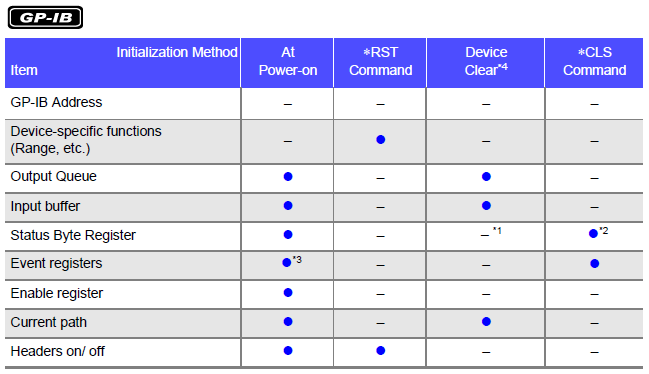 GP-IB
Initialization Method At ∗RST Device ∗CLS
Item Power-on Command Clear*4 Command
GP-IB Address – – – –
Device-specific functions
(Range, etc.) – ● – –
Output Queue ● – ● –
Input buffer ● – ● –
Status Byte Register ● – – *1 ●*2
Event registers ●*3 – – ●
Enable register ● – – –
Current path ● – ● –
Headers on/ off ● ● – –